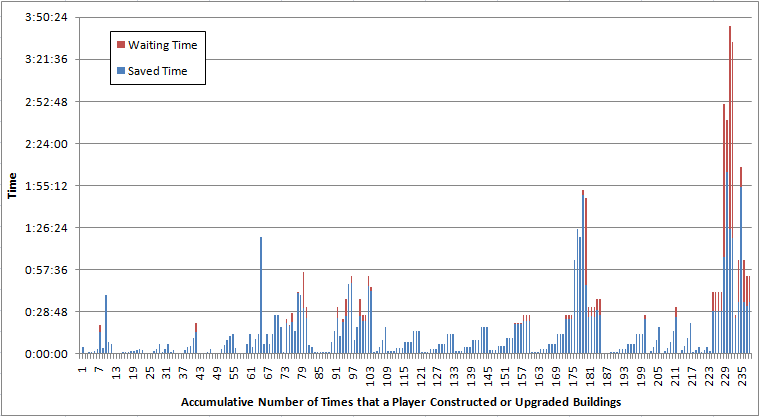 3:50:24
3:21:36
2:52:48
2:24:00
1:55:12
1:26:24
0:57:36
0:28:48
0:00:00
Waiting Time
Saved Time
Time
1 7 13 19 25 31 37 43 49 55 61 67 73 79 85 91 97 103 109 115 121 127 133 139 145 151 157 163 169 175 181 187 193 199 205 211 217 223 229 235
Accumulative Number of Times that a Player Constructed or Upgraded Buildings